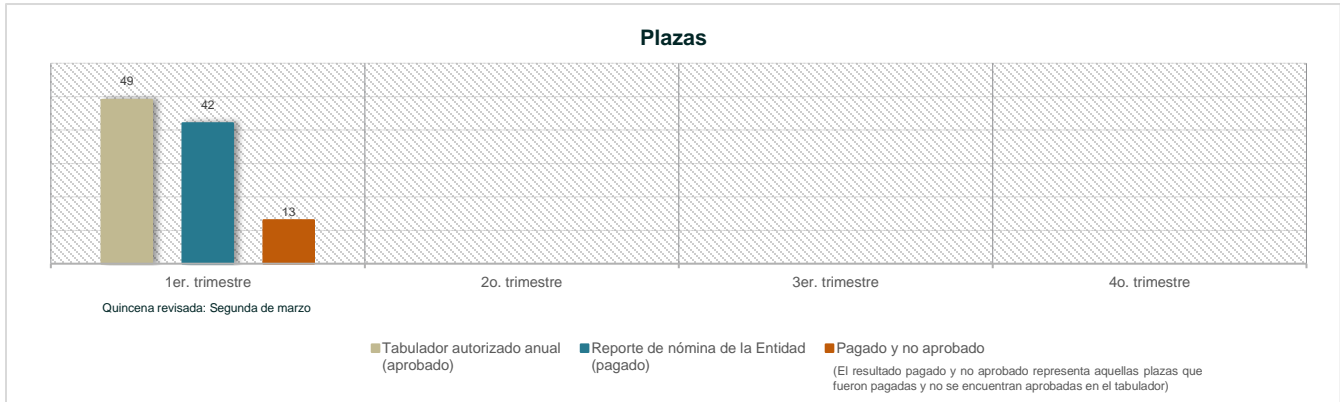 Plazas
49
42
13
1er. trimestre
2o. trimestre
3er. trimestre
4o. trimestre
Quincena revisada: Segunda de marzo
Tabulador autorizado anual
(aprobado)
Reporte de nómina de la Entidad
(pagado)
Pagado y no aprobado
(El resultado pagado y no aprobado representa aquellas plazas que
fueron pagadas y no se encuentran aprobadas en el tabulador)